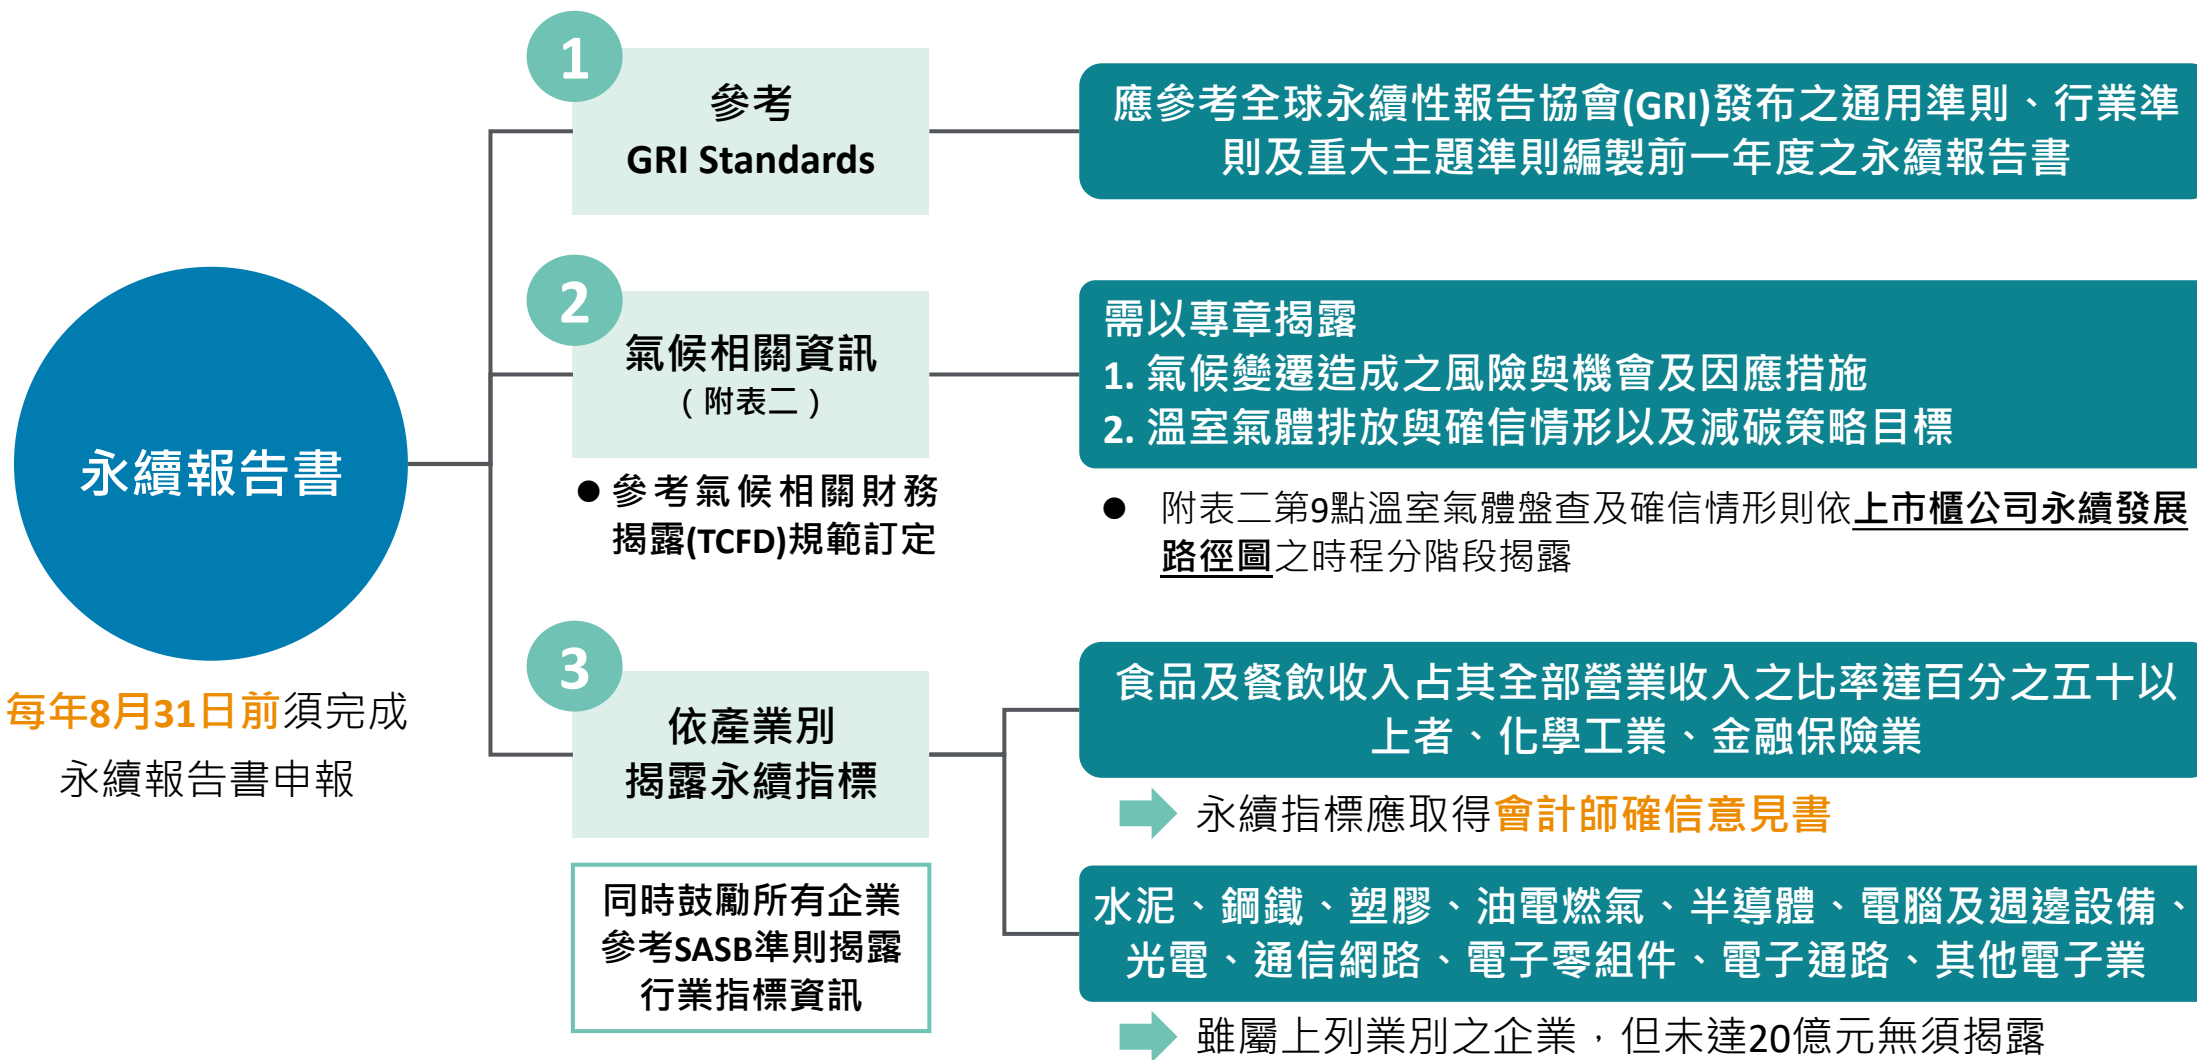 永續報告書
每年8月31日前須完成
永續報告書申報
1
參考
GRI Standards
應參考全球永續性報告協會(GRI)發布之通用準則、行業準
則及重大主題準則編製前一年度之永續報告書
2
氣候相關資訊
（附表二）
● 參考氣候相關財務
揭露(TCFD)規範訂定
需以專章揭露
1. 氣候變遷造成之風險與機會及因應措施
2. 溫室氣體排放與確信情形以及減碳策略目標
● 附表二第9點溫室氣體盤查及確信情形則依上市櫃公司永續發展
路徑圖之時程分階段揭露
3
依產業別
揭露永續指標
同時鼓勵所有企業
參考SASB準則揭露
行業指標資訊
食品及餐飲收入占其全部營業收入之比率達百分之五十以
上者、化學工業、金融保險業
永續指標應取得會計師確信意見書
水泥、鋼鐵、塑膠、油電燃氣、半導體、電腦及週邊設備、
光電、通信網路、電子零組件、電子通路、其他電子業
雖屬上列業別之企業，但未達20億元無須揭露